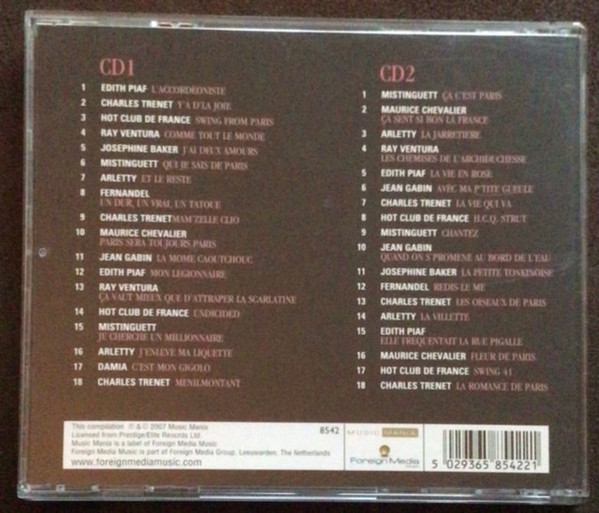 CD1
1 EDITH PIAF L'ACCORDEONISTE
2 CHARLES TRENET Y'A D'LA JOIE
3 HOT CLUB DE FRANCE SWING FROM PARIS
4 RAY VENTURA COMME TOUT LE MONDE
5 JOSEPHINE BAKER J'AI DEUX AMOURS
6 MISTINGUETT QUI JE SAIS DE PARIS
7 ARLETTY ET LE RESTE
8 FERNANDEL
UN DUR, UN VRAI, UN TATOUE
9 CHARLES TRENET MAM'ZELLE CLIO
10 MAURICE CHEVALIER
PARIS SERA TOUJOURS PARIS
11 JEAN GABIN LA MOME CAOUTCHOUC
12 EDITH PIAF MON LEGIONNAIRE
13 RAY VENTURA
ÇA VAUT MIEUX QUE D'ATTRAPER LA SCARLATINE
14 HOT CLUB DE FRANCE UNDICIDED
15 MISTINGUETT
JE CHERCHE UN MILLIONNAIRE
16 ARLETTY J'ENLEVE MA LIQUETTE
17 DAMIA C'EST MON GIGOLO
18 CHARLES TRENET MENILMONTANT
CD2
1 MISTINGUETT ÇA C'EST PARIS
2 MAURICE CHEVALIER
ÇA SENT SI BON LA FRANCE
3 ARLETTY LA JARRETIERE
4 RAY VENTURA
LES CHEMISES DE L'ARCHIDUCHESSE
5 EDITH PIAF LA VIE EN ROSE
6 JEAN GABIN AVEC MA P'TITE GUEULE
7 CHARLES TRENET LA VIE QUI VA
8 HOT CLUB DE FRANCE H.C.Q. STRUT
9 MISTINGUETT CHANTEZ
10 JEAN GABIN
QUAND ON S'PROMENE AU BORD DE L'EAU
11 JOSEPHINE BAKER LA PETITE TONKINOISE
12 FERNANDEL REDIS LE ME
13 CHARLES TRENET LES OISEAUX DE PARIS
14 ARLETTY LA VILLETTE
15 EDITH PIAF
ELLE FREQUENTAIT LA RUE PIGALLE
16 MAURICE CHEVALIER FLEUR DE PARIS
17 HOT CLUB DE FRANCE SWING 41
18 CHARLES TRENET LA ROMANCE DE PARIS
This compilation ℗ & © 2007 Music Mania
Licensed from Prestige/Elite Records Ltd.
Music Mania is a label of Foreign Media Music
Foreign Media Music is part of Foreign Media Group, Leeuwarden, The Netherlands
www.foreignmediamusic.com
8542
MUSIC MANIA
Foreign Media
5 029365 854221